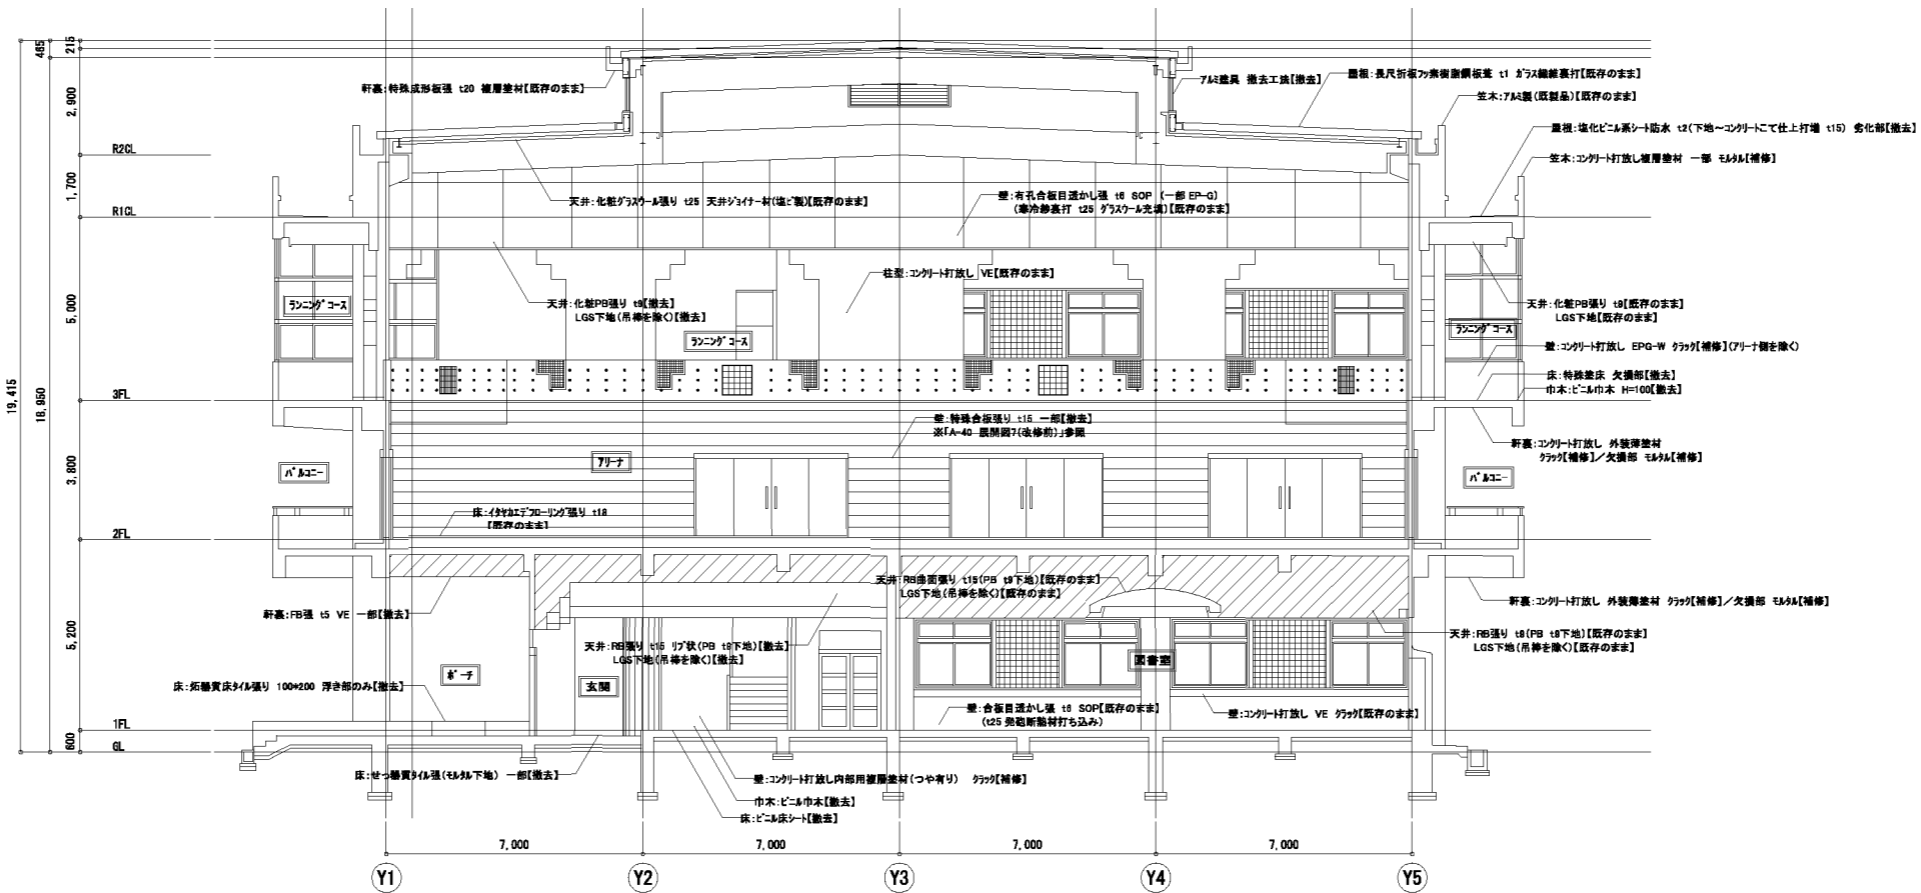 215
465
2,900
R2CL
1,700
R1CL
5,000
3FL
3,800
2FL
5,200
1FL
600
GL
19,415
18,950
軒裏:特殊成形板張 t20 複層塗材【既存のまま】
アルミ建具 撤去工法【撤去】
屋根:長尺折板フッ素樹脂鋼板葺 t1 ガラス繊維裏打【既存のまま】
笠木:アルミ製(既製品)【既存のまま】
屋根:塩化ビニル系シート防水 t2(下地~コンクリートこて仕上打増 t15) 劣化部【撤去】
笠木:コンクリート打放し複層塗材 一部 モルタル【補修】
天井:化粧グラスウール張り t25 天井ジョイナー材(塩ビ製)【既存のまま】
壁:有孔合板目透かし張 t6 SOP (一部 EP-G)
(寒冷紗裏打 t25 グラスウール充填)【既存のまま】
柱型:コンクリート打放し VE【既存のまま】
ランニングコース
天井:化粧PB張り t9【撤去】
LGS下地(吊棒を除く)【撤去】
ランニングコース
天井:化粧PB張り t9【既存のまま】
LGS下地【既存のまま】
ランニングコース
壁:コンクリート打放し EPG-W クラック【補修】(アリーナ側を除く)
床:特殊塗床 欠損部【撤去】
巾木:ビニル巾木 H=100【撤去】
壁:特殊合板張り t15 一部【撤去】
※「A-40 展開図7(改修前)」参照
軒裏:コンクリート打放し 外装薄塗材
クラック【補修】/欠損部 モルタル【補修】
バルコニー
アリーナ
バルコニー
床:イタヤカエデフローリング張り t18
【既存のまま】
天井:RB曲面張り t15(PB t9下地)【既存のまま】
LGS下地(吊棒を除く)【既存のまま】
軒裏:FB張 t5 VE 一部【撤去】
軒裏:コンクリート打放し 外装薄塗材 クラック【補修】/欠損部 モルタル【補修】
天井:RB張り t15 リブ状(PB t9下地)【撤去】
LGS下地(吊棒を除く)【撤去】
天井:RB張り t9(PB t9下地)【既存のまま】
LGS下地(吊棒を除く)【既存のまま】
図書室
ポーチ
玄関
床:炻器質床タイル張り 100*200 浮き部のみ【撤去】
壁:合板目透かし張 t6 SOP【既存のまま】
(t25 発砲断熱材打ち込み)
壁:コンクリート打放し VE クラック【既存のまま】
床:せっ器質タイル張(モルタル下地) 一部【撤去】
壁:コンクリート打放し内部用複層塗材(つや有り) クラック【補修】
巾木:ビニル巾木【撤去】
床:ビニル床シート【撤去】
7,000
7,000
7,000
7,000
Y1
Y2
Y3
Y4
Y5